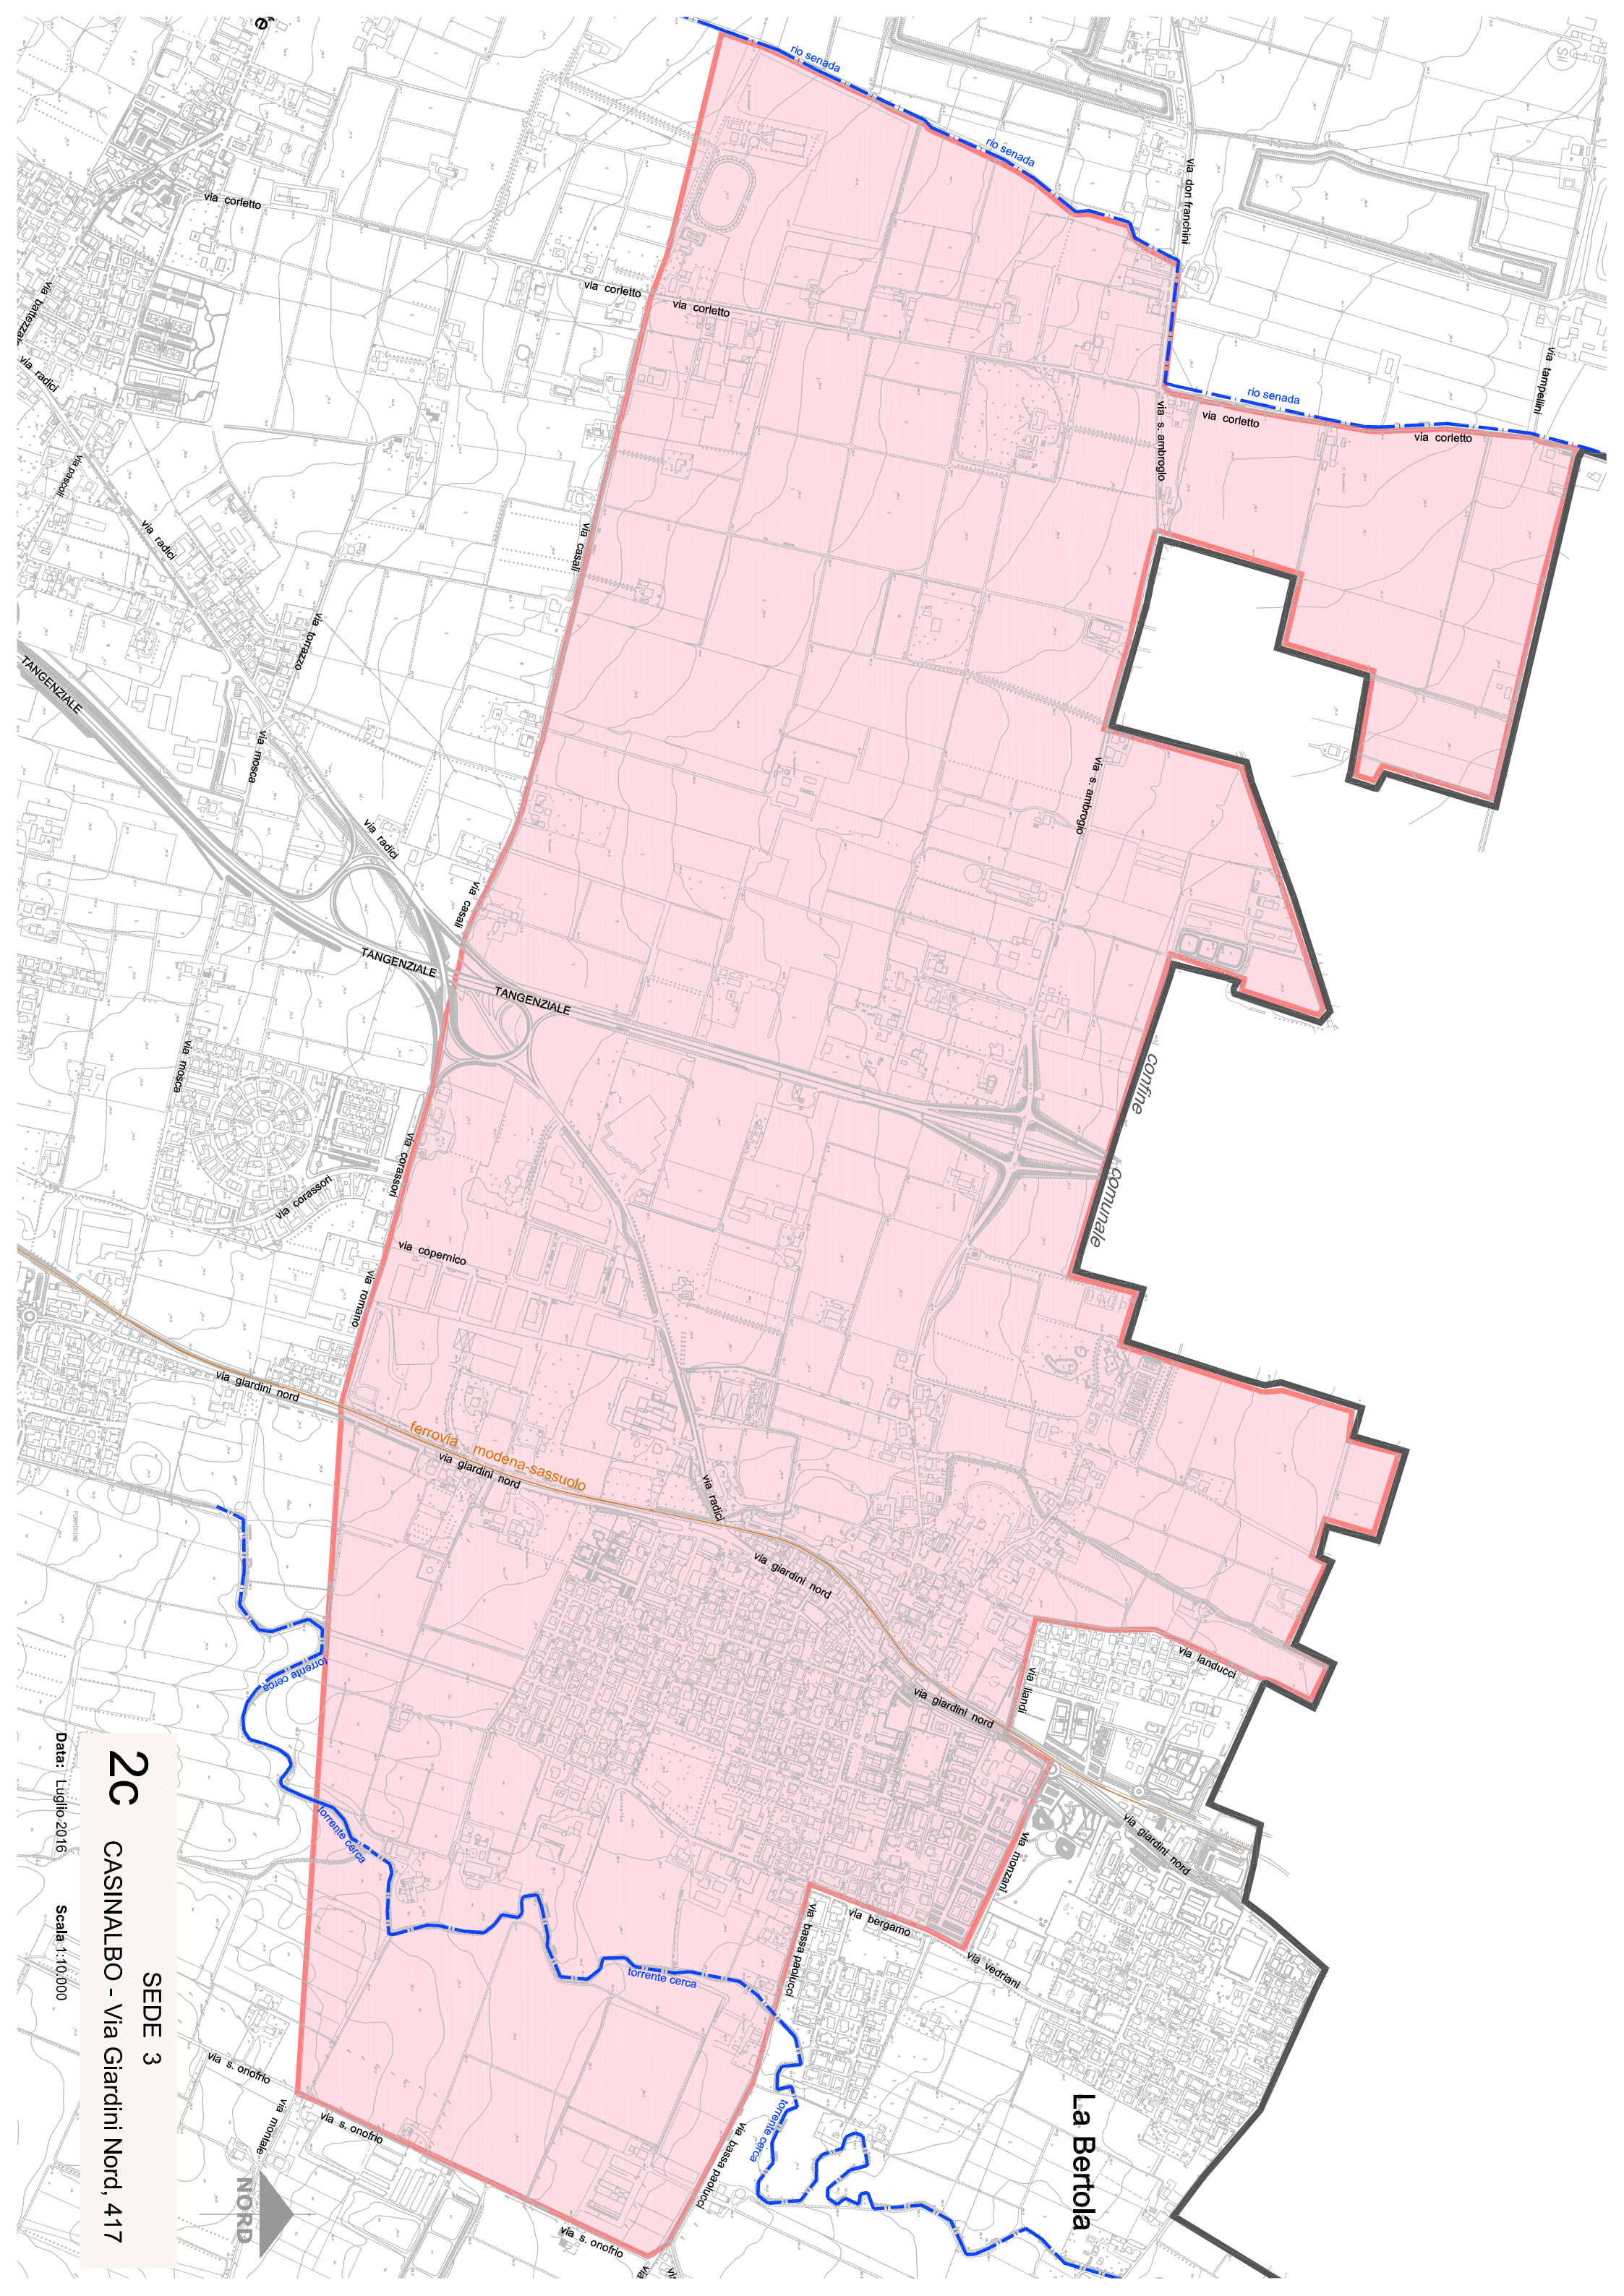 rio senada
rio senada
via don franchini
via corletto
via corletto
via corletto
rio senada
via tampellini
via corletto
via corletto
via s. ambrogio
via radici
via pascoli
via radici
via casali
via torrazzo
TANGENZIALE
via mosca
via radici
via s. ambrogio
via casali
TANGENZIALE
TANGENZIALE
via mosca
confine
comunale
via corassori
via corassori
via copernico
via romano
via giardini nord
ferrovia modena-sassuolo
via giardini nord
via radici
via giardini nord
FORMIGINE
torrente cerca
via landucci
via liandi
via giardini nord
torrente cerca
via giardini nord
via monzani
via bergamo
via bassa paolucci
via vedriani
torrente cerca
via s. onofrio
via montale
via s. onofrio
torrente cerca
via bassa paolucci
via s. onofrio
La Bertola
NORD
SEDE 3
2c CASINALBO - Via Giardini Nord, 417
Data: Luglio 2016 Scala 1:10.000